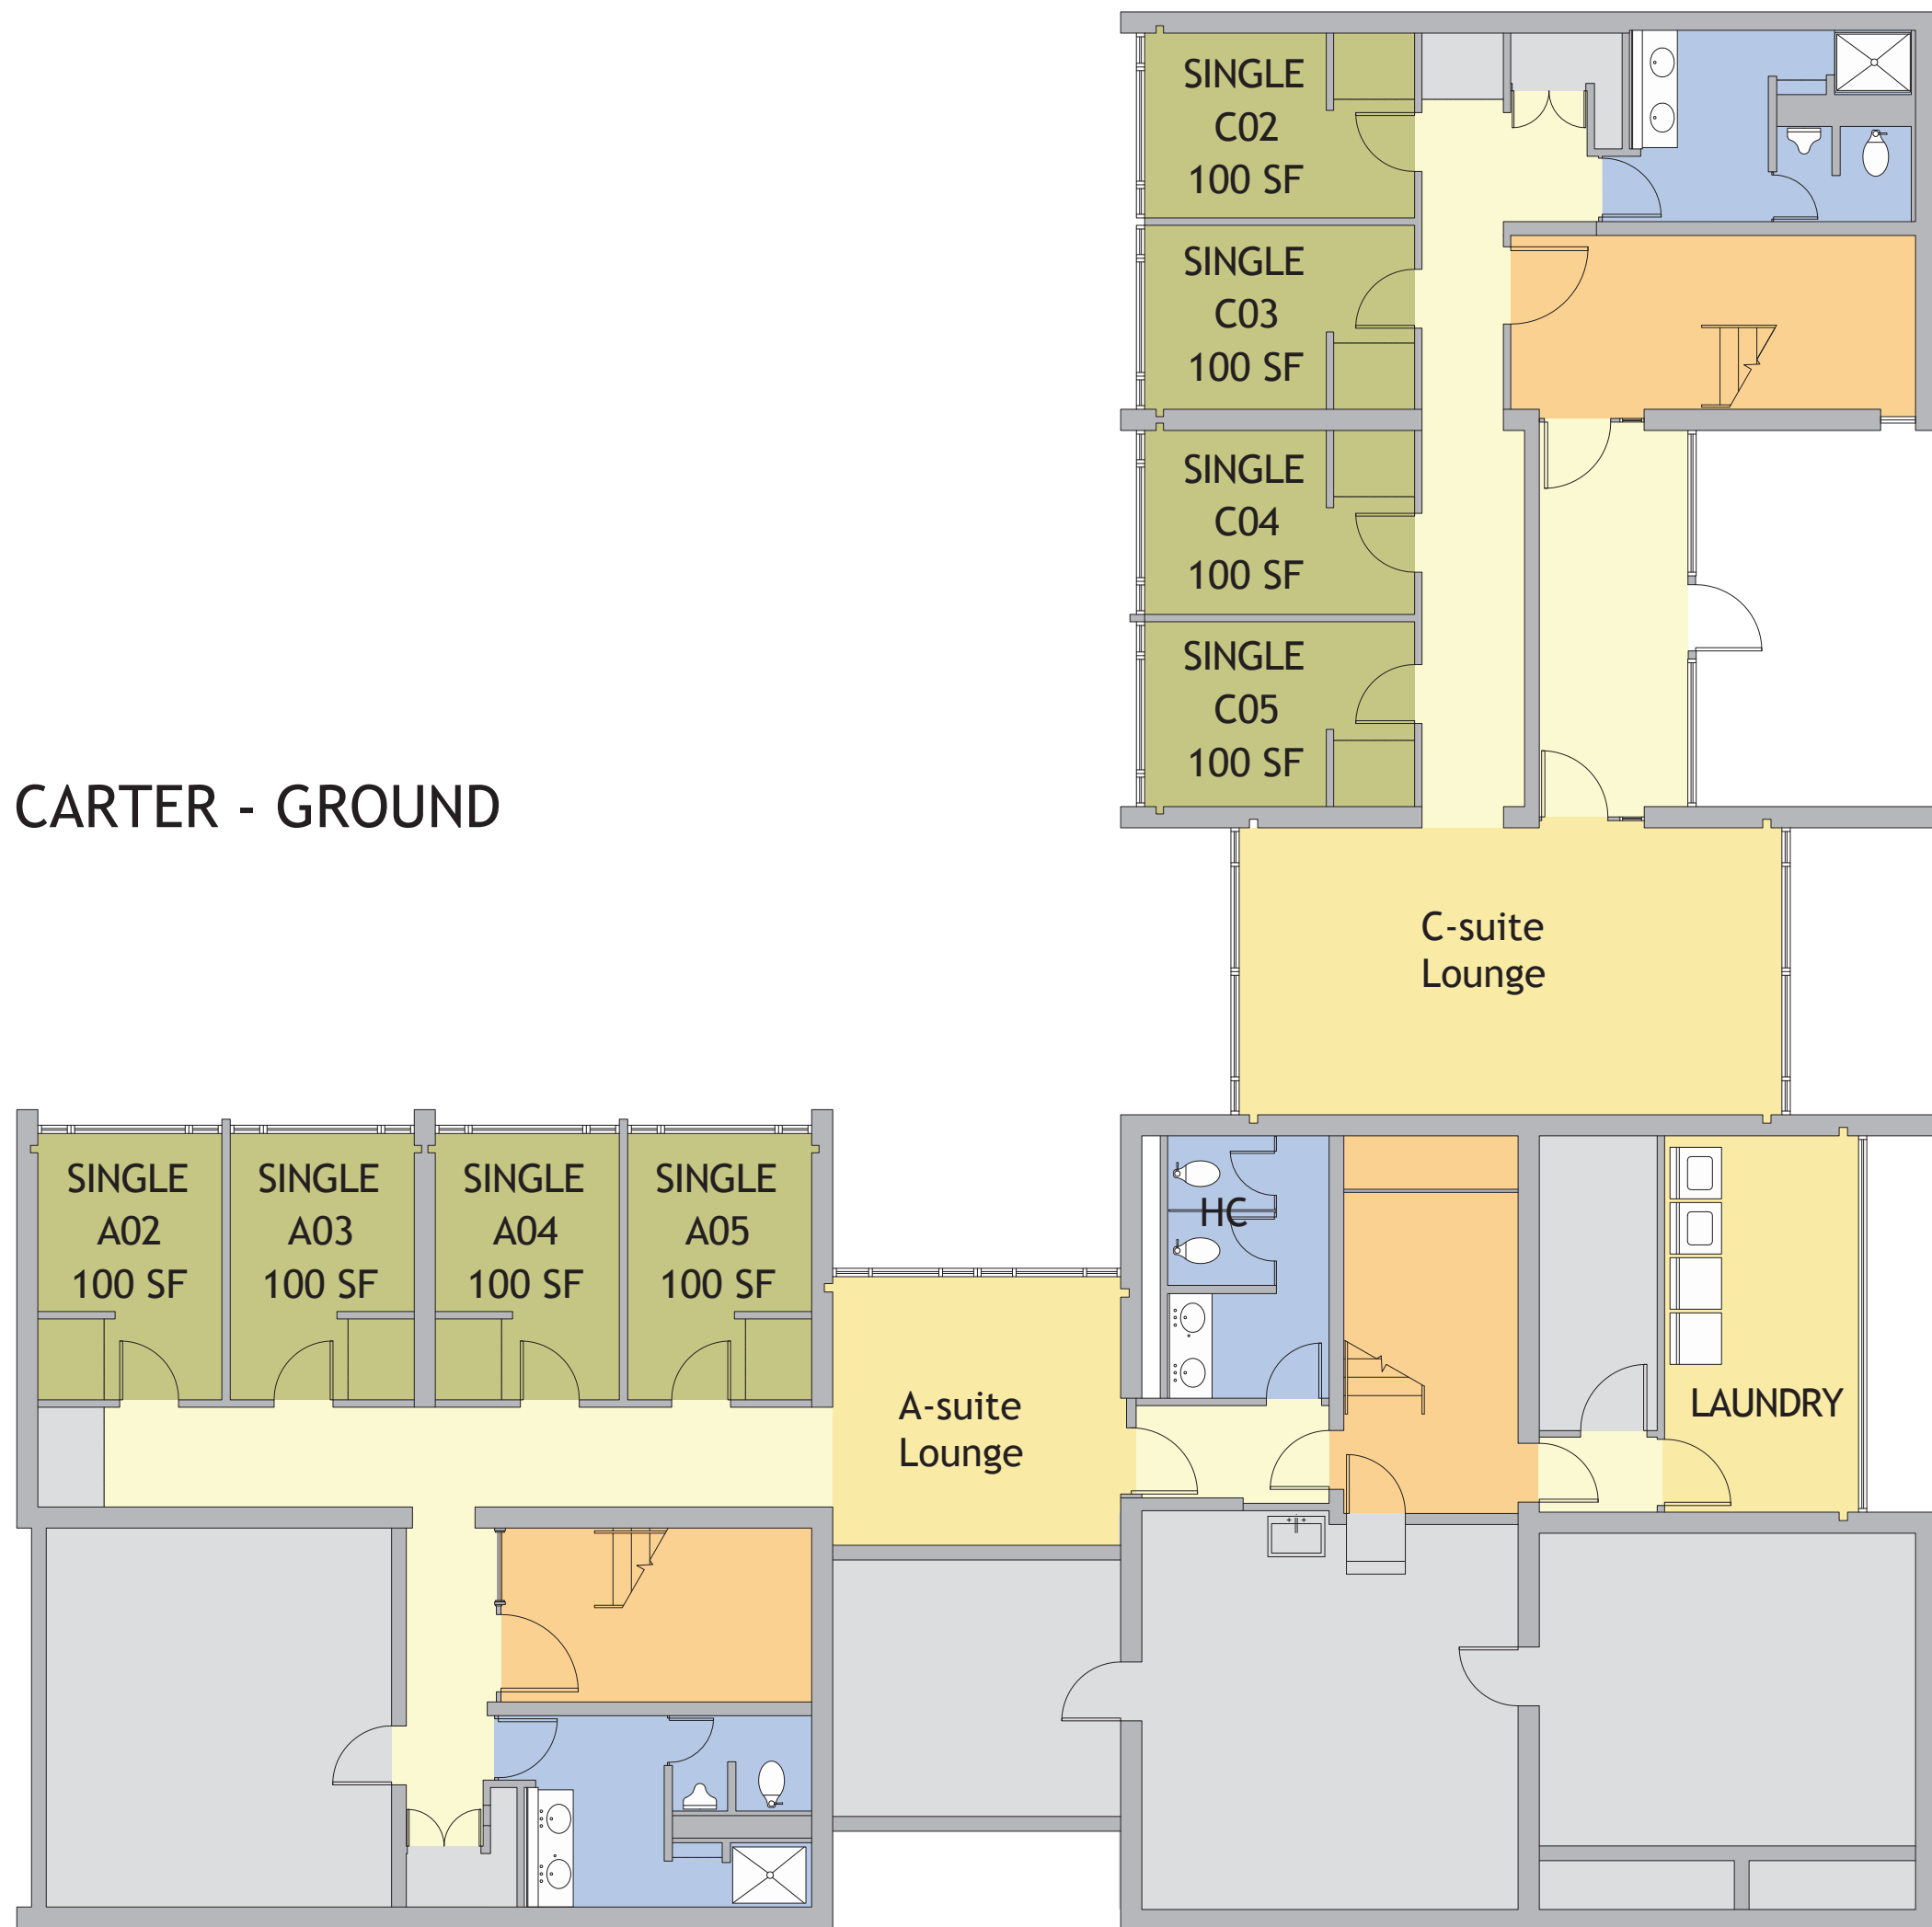 SINGLE
C02
100 SF
SINGLE
C03
100 SF
SINGLE
C04
100 SF
SINGLE
C05
100 SF
CARTER - GROUND
C-suite
Lounge
SINGLE
A02
100 SF
SINGLE
A03
100 SF
SINGLE
A04
100 SF
SINGLE
A05
100 SF
HC
A-suite
Lounge
LAUNDRY